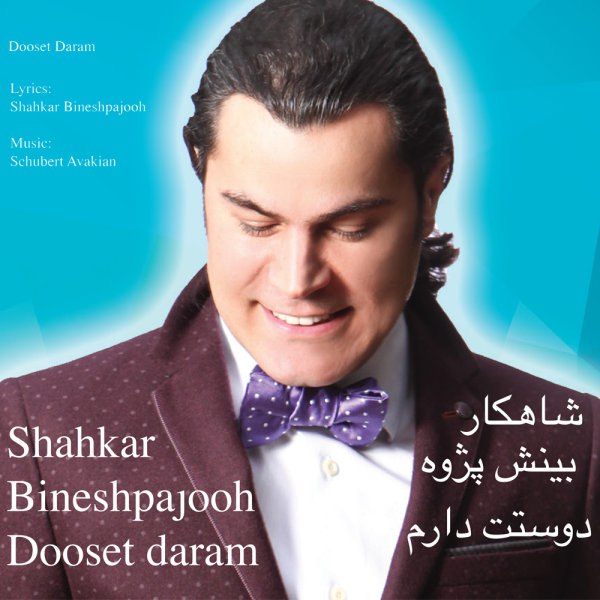 Dooset Daram
Lyrics:
Shahkar Bineshpajooh
Music:
Schubert Avakian
Shahkar
Bineshpajooh
Dooset daram
شاهکار
بینش پژوه
دوستت دارم